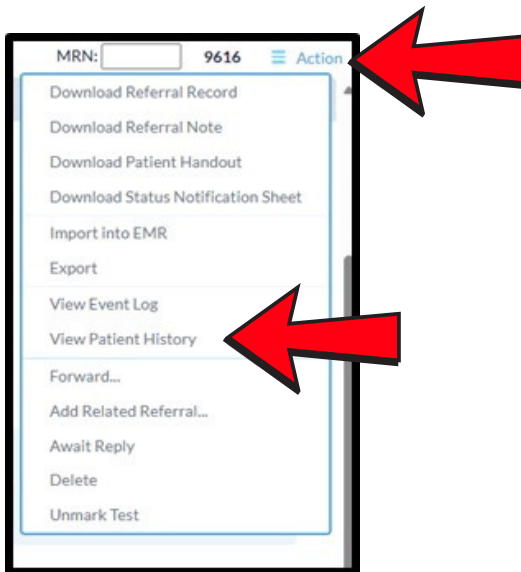 MRN: 9616 Action
Download Referral Record
Download Referral Note
Download Patient Handout
Download Status Notification Sheet
Import into EMR
Export
View Event Log
View Patient History
Forward...
Add Related Referral...
Await Reply
Delete
Unmark Test